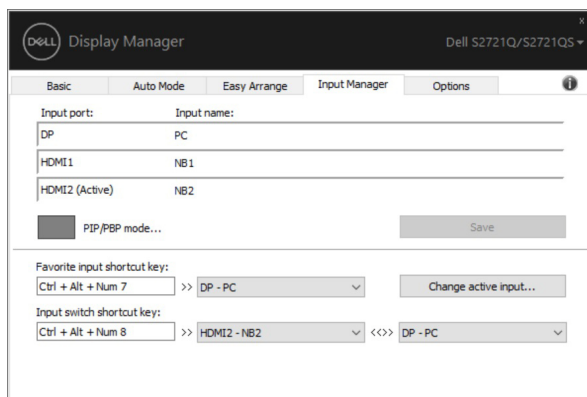 x
DELL Display Manager Dell S2721Q/S2721QS
Basic Auto Mode Easy Arrange Input Manager Options i
Input port: Input name:
DP PC
HDMI1 NB1
HDMI2 (Active) NB2
PIP/PBP mode... Save
Favorite input shortcut key:
Ctrl + Alt + Num 7 >> DP - PC Change active input...
Input switch shortcut key:
Ctrl + Alt + Num 8 >> HDMI2 - NB2 <<>> DP - PC